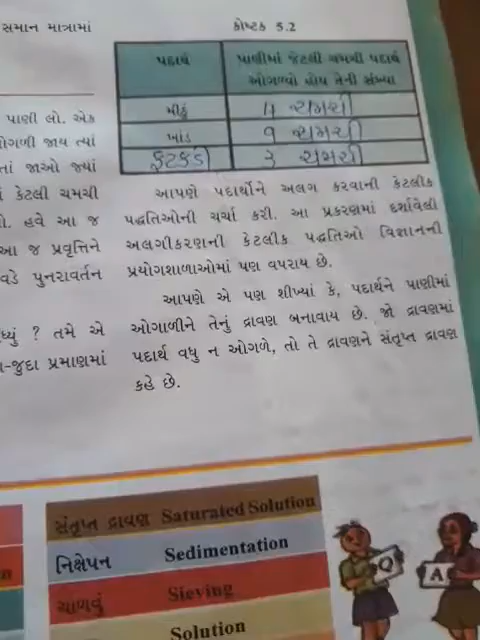 સમાન માત્રામાં
પાણી લો. એક
ઓગળી જાય ત્યાં
જાઓ જ્યાં
કેટલી ચમચી
હવે આ જ
આ જ પ્રવૃત્તિને
વડે પુનરાવર્તન
? તમે એ
-જુદા પ્રમાણમાં
કોષ્ટક 5.2
પદાર્થ પાણીમાં જેટલી ચમચી પદાર્થ
ઓગળ્યો હોય તેની સંખ્યા
મીઠું 4 ચમચી
ખાંડ 9 ચમચી
ફટકડી 3 ચમચી
આપણે પદાર્થોને અલગ કરવાની કેટલીક
પદ્ધતિઓની ચર્ચા કરી. આ પ્રકરણમાં દર્શાવેલી
અલગીકરણની કેટલીક પદ્ધતિઓ વિજ્ઞાનની
પ્રયોગશાળાઓમાં પણ વપરાય છે.
આપણે એ પણ શીખ્યાં કે, પદાર્થને પાણીમાં
ઓગાળીને તેનું દ્રાવણ બનાવાય છે. જો દ્રાવણમાં
પદાર્થ વધુ ન ઓગળે, તો તે દ્રાવણને સંતૃપ્ત દ્રાવણ
કહે છે.
સંતૃપ્ત દ્રાવણ Saturated Solution
નિક્ષેપન Sedimentation
ચાળવું Sieving
Solution
Q
A